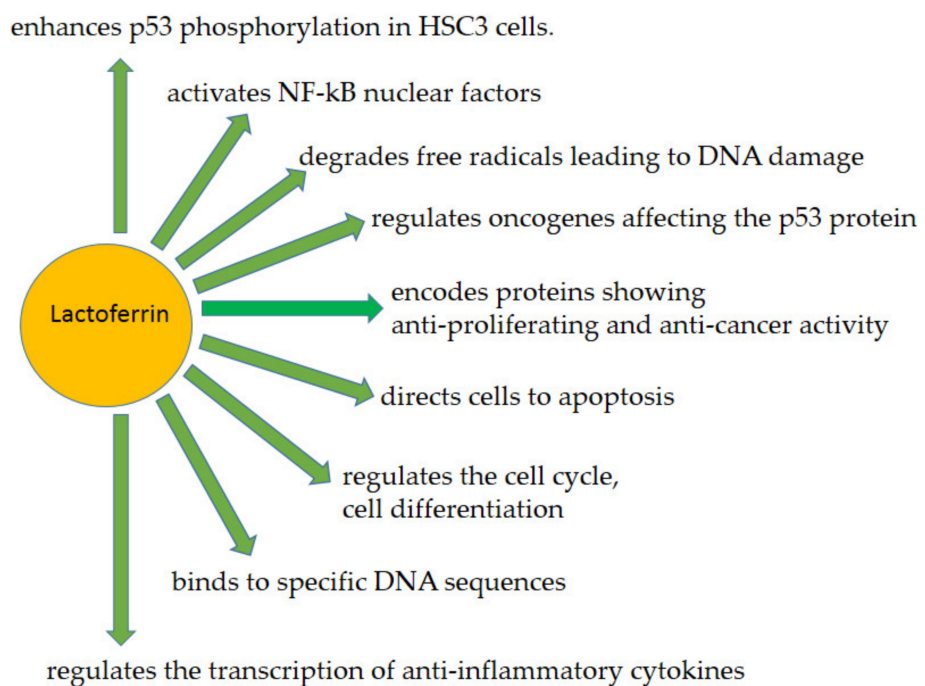 enhances p53 phosphorylation in HSC3 cells.
activates NF-kB nuclear factors
degrades free radicals leading to DNA damage
regulates oncogenes affecting the p53 protein
encodes proteins showing
anti-proliferating and anti-cancer activity
Lactoferrin
directs cells to apoptosis
regulates the cell cycle,
cell differentiation
binds to specific DNA sequences
regulates the transcription of anti-inflammatory cytokines